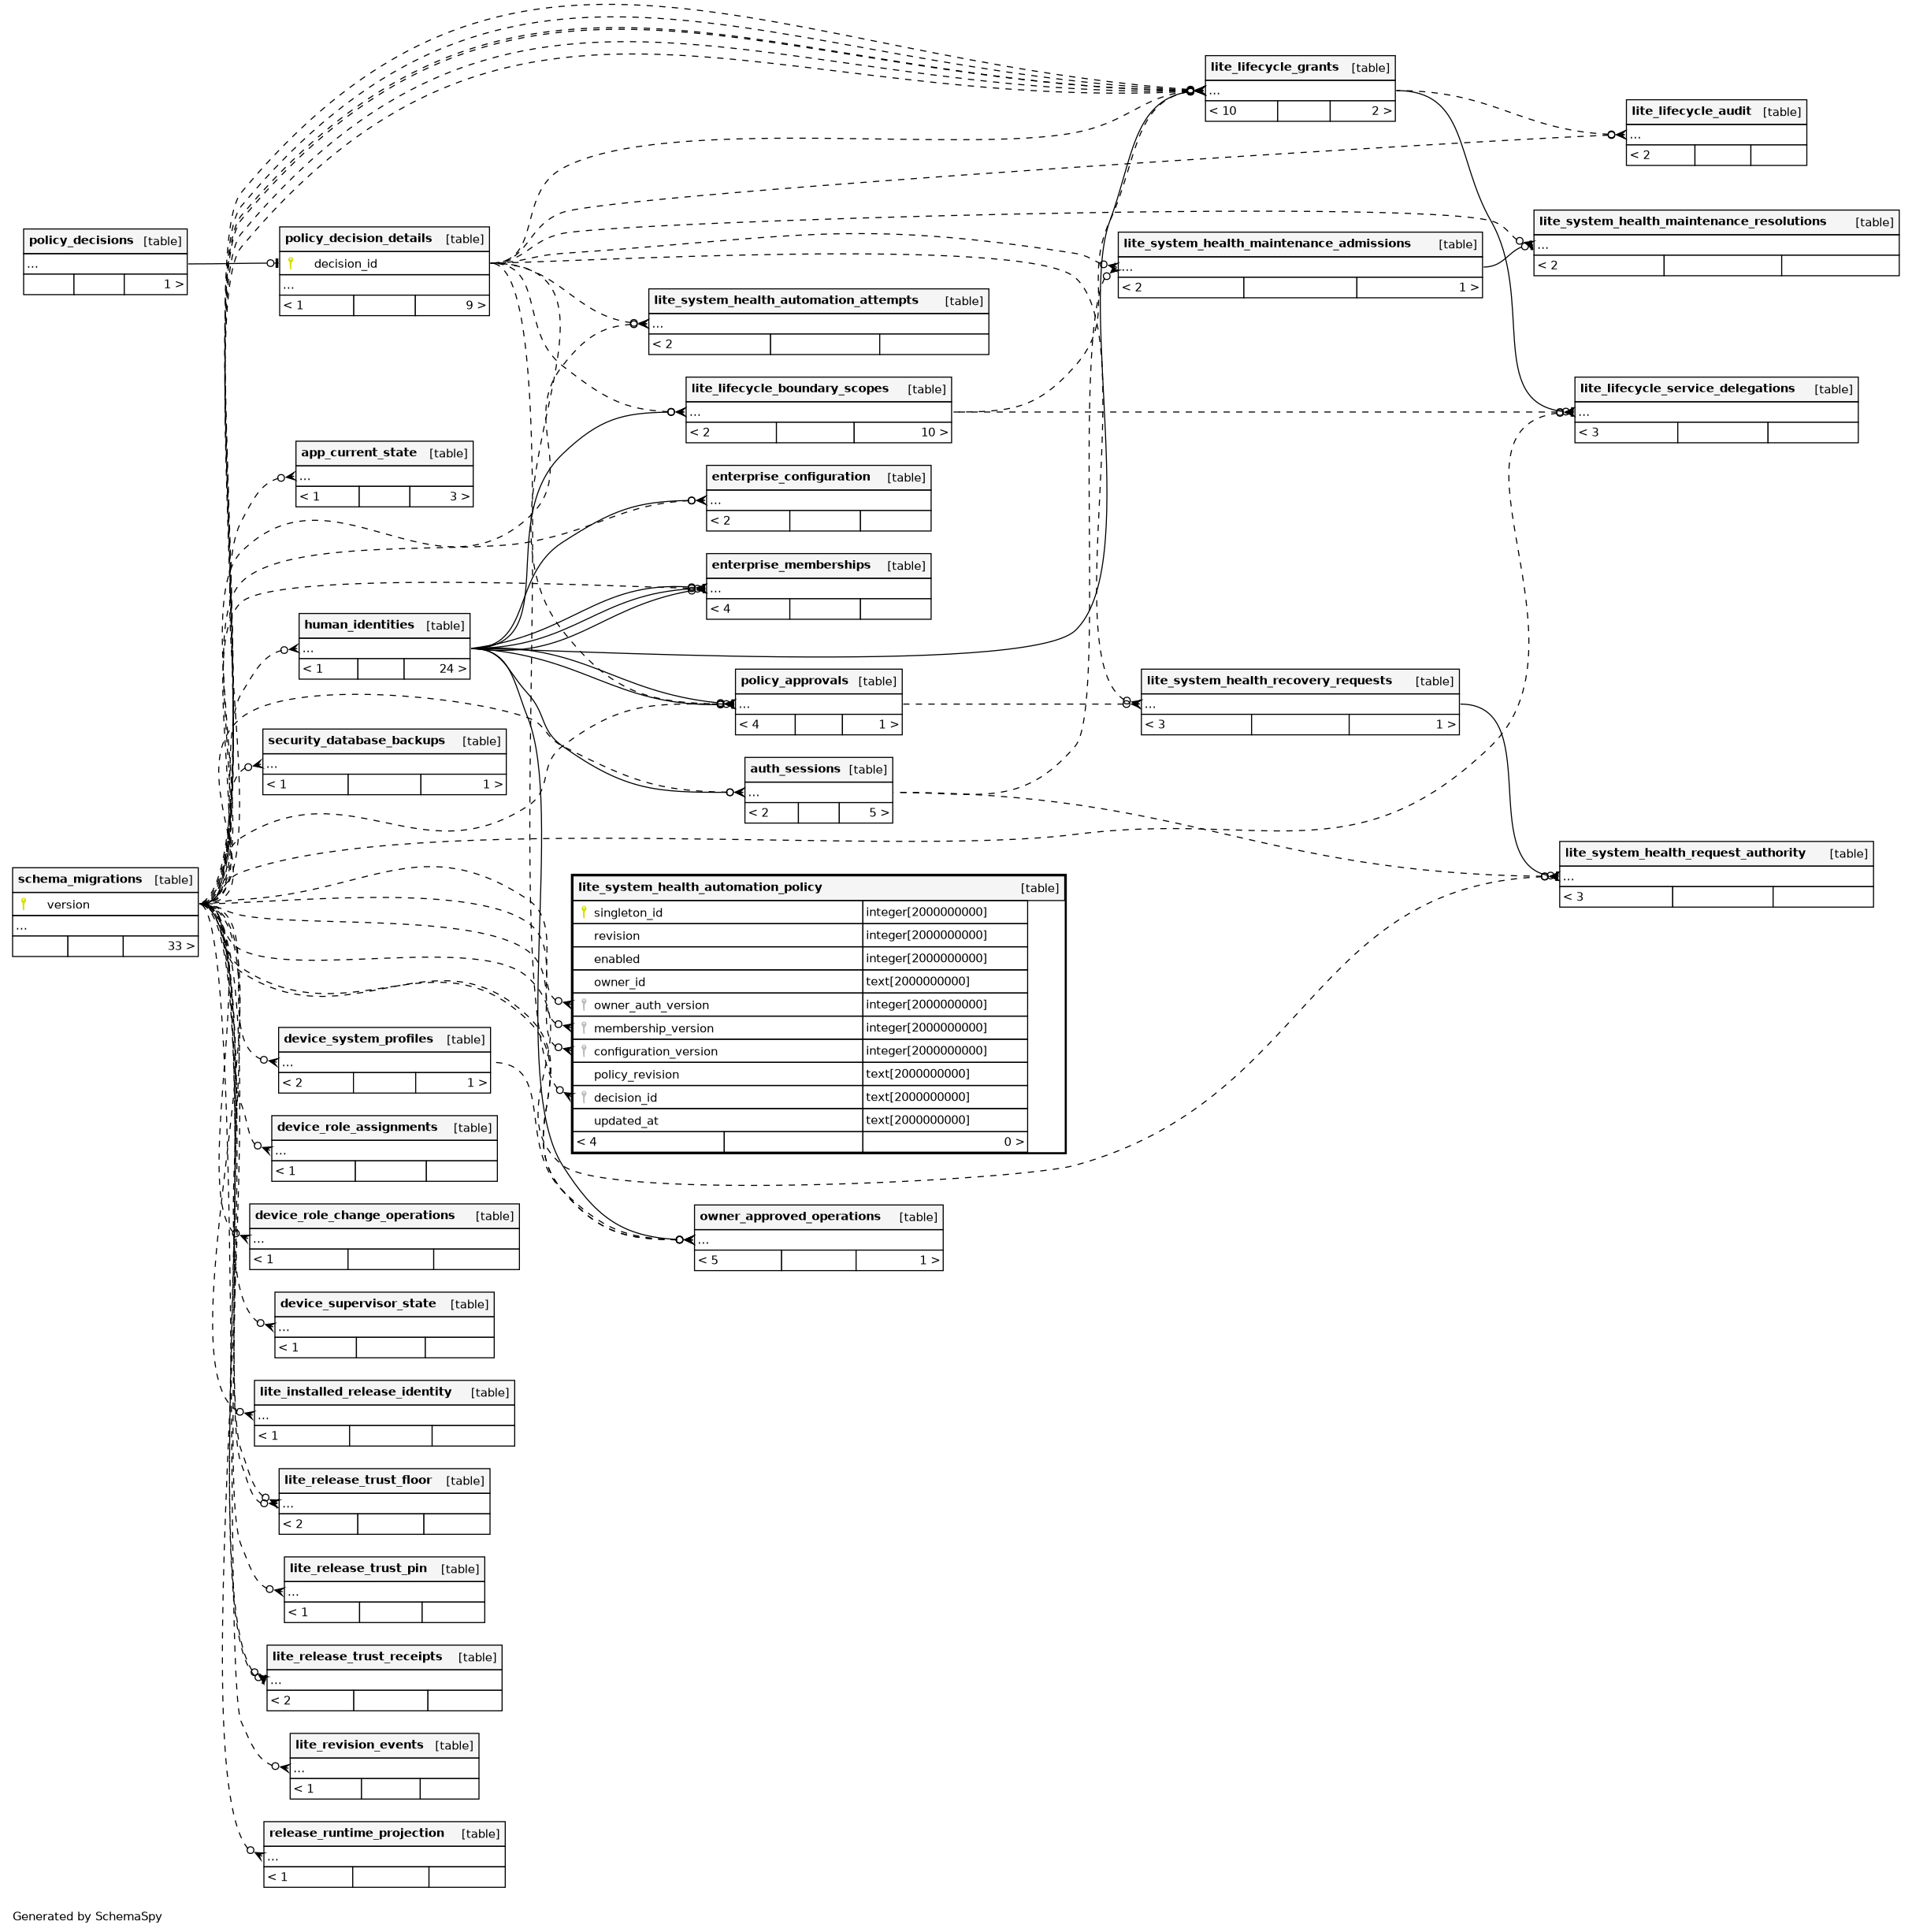 lite_lifecycle_grants [table]
...
< 10 2 >
lite_lifecycle_audit [table]
...
< 2
lite_system_health_maintenance_resolutions [table]
...
< 2
policy_decisions [table]
...
1 >
policy_decision_details [table]
decision_id
...
< 1 9 >
lite_system_health_maintenance_admissions [table]
...
< 2 1 >
lite_system_health_automation_attempts [table]
...
< 2
lite_lifecycle_boundary_scopes [table]
...
< 2 10 >
lite_lifecycle_service_delegations [table]
...
< 3
app_current_state [table]
...
< 1 3 >
enterprise_configuration [table]
...
< 2
enterprise_memberships [table]
...
< 4
human_identities [table]
...
< 1 24 >
policy_approvals [table]
...
< 4 1 >
lite_system_health_recovery_requests [table]
...
< 3 1 >
security_database_backups [table]
...
< 1 1 >
auth_sessions [table]
...
< 2 5 >
lite_system_health_request_authority [table]
...
< 3
schema_migrations [table]
version
...
33 >
lite_system_health_automation_policy [table]
singleton_id integer[2000000000]
revision integer[2000000000]
enabled integer[2000000000]
owner_id text[2000000000]
owner_auth_version integer[2000000000]
membership_version integer[2000000000]
configuration_version integer[2000000000]
policy_revision text[2000000000]
decision_id text[2000000000]
updated_at text[2000000000]
< 4 0 >
device_system_profiles [table]
...
< 2 1 >
device_role_assignments [table]
...
< 1
device_role_change_operations [table]
...
< 1
owner_approved_operations [table]
...
< 5 1 >
device_supervisor_state [table]
...
< 1
lite_installed_release_identity [table]
...
< 1
lite_release_trust_floor [table]
...
< 2
lite_release_trust_pin [table]
...
< 1
lite_release_trust_receipts [table]
...
< 2
lite_revision_events [table]
...
< 1
release_runtime_projection [table]
...
< 1
Generated by SchemaSpy